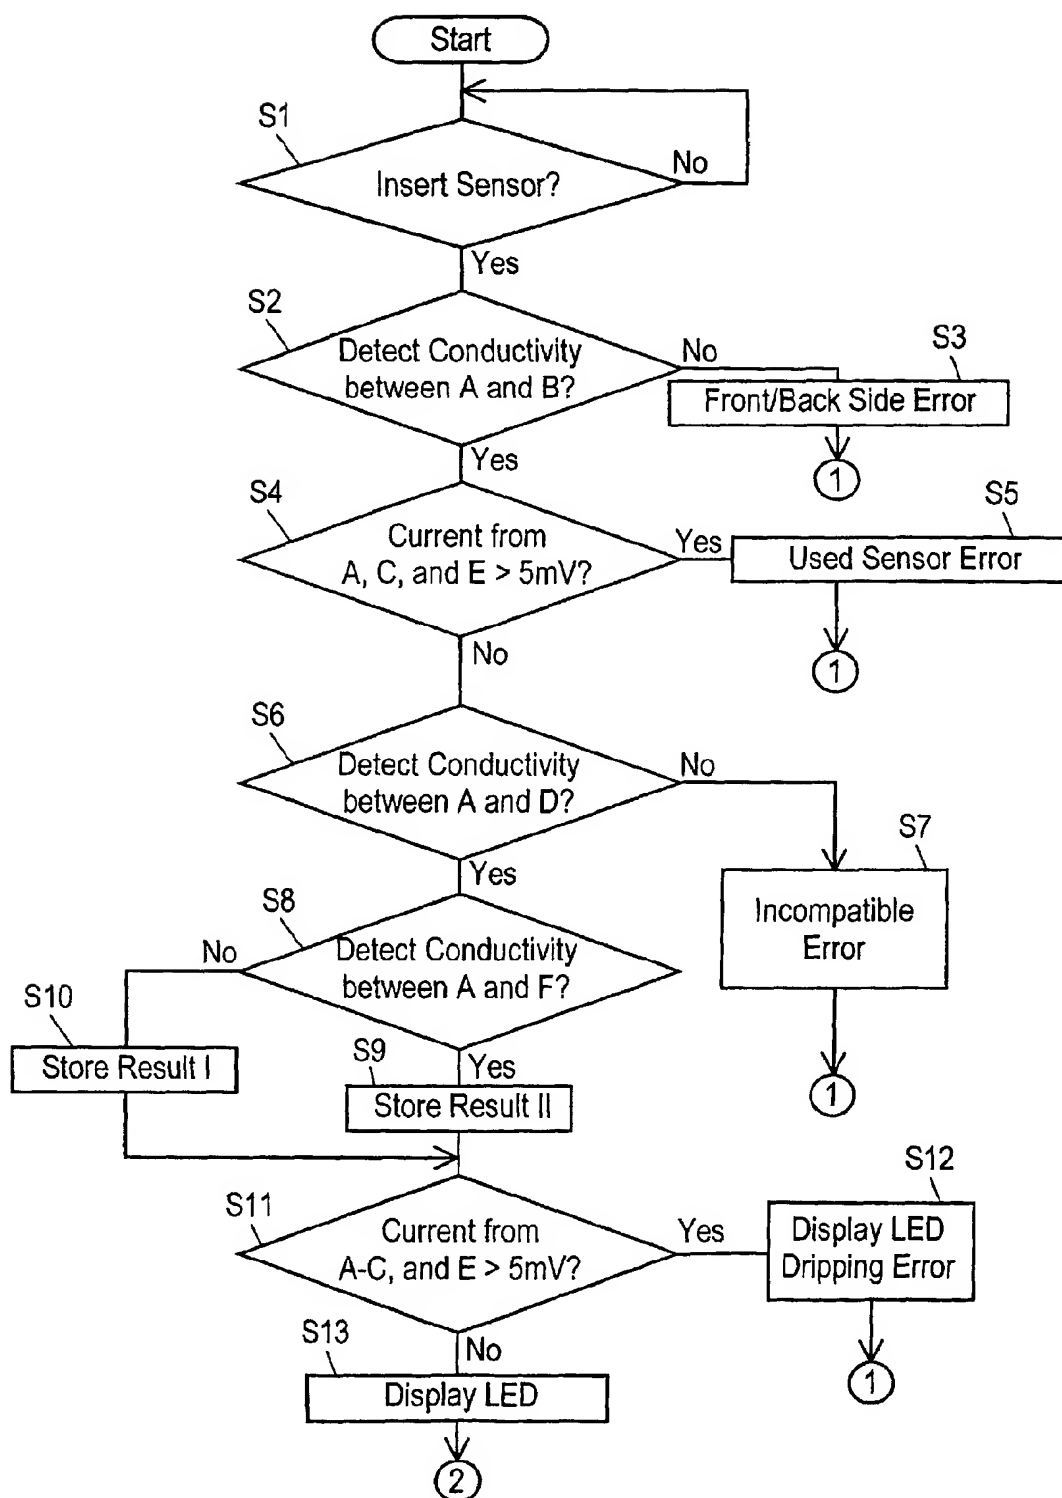 Start
S1
Insert Sensor?
No
Yes
S2
Detect Conductivity
between A and B?
No
S3
Front/Back Side Error
1
Yes
S4
Current from
A, C, and E > 5mV?
Yes
S5
Used Sensor Error
1
No
S6
Detect Conductivity
between A and D?
No
S7
Incompatible
Error
1
Yes
S8
Detect Conductivity
between A and F?
No
S10
Store Result I
S9
Yes
Store Result II
S11
Current from
A-C, and E > 5mV?
Yes
S12
Display LED
Dripping Error
1
No
S13
Display LED
2